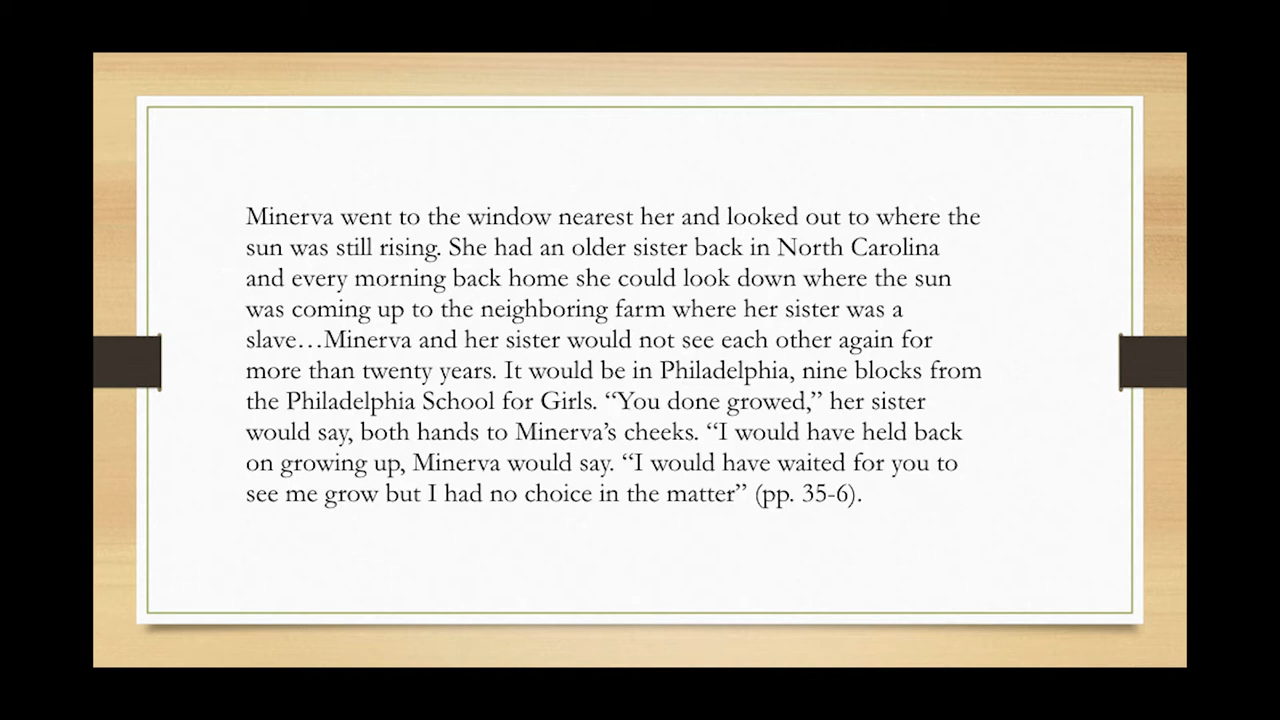 Minerva went to the window nearest her and looked out to where the
sun was still rising. She had an older sister back in North Carolina
and every morning back home she could look down where the sun
was coming up to the neighboring farm where her sister was a
slave…Minerva and her sister would not see each other again for
more than twenty years. It would be in Philadelphia, nine blocks from
the Philadelphia School for Girls. “You done growed,” her sister
would say, both hands to Minerva’s cheeks. “I would have held back
on growing up, Minerva would say. “I would have waited for you to
see me grow but I had no choice in the matter” (pp. 35-6).